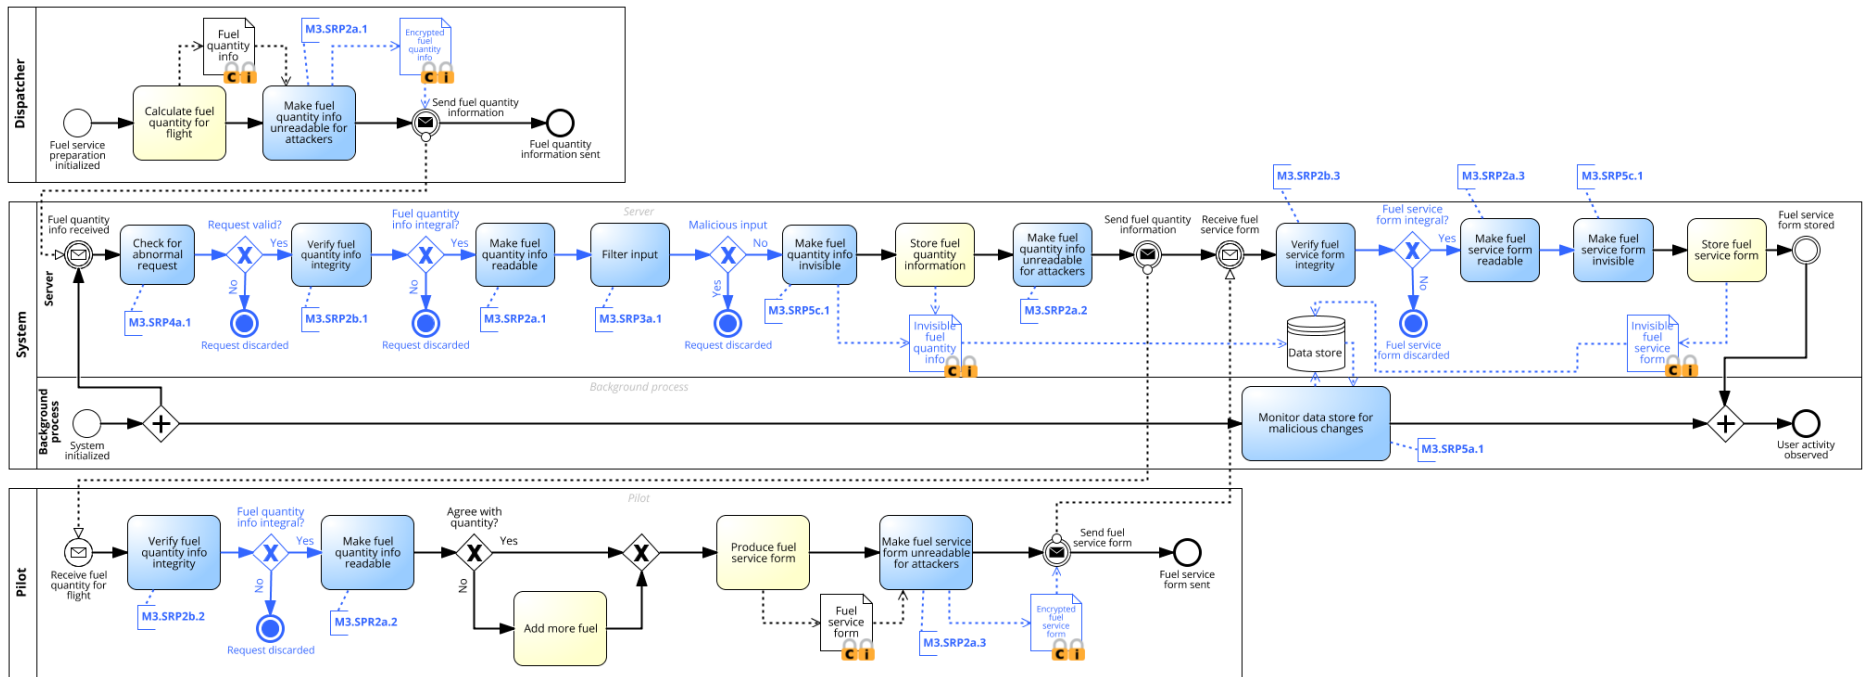 Dispatcher
Fuel
quantity
info
C i
M3.SRP2a.1
Encrypted
fuel
quantity
info
C i
Calculate fuel
quantity for
flight
Make fuel
quantity info
unreadable for
attackers
Send fuel quantity
information
Fuel service
preparation
initialized
Fuel quantity
information sent
System
Server
Server
Fuel quantity
info received
Check for
abnormal
request
M3.SRP4a.1
Request valid?
Yes
No
Request discarded
Verify fuel
quantity info
integrity
M3.SRP2b.1
Fuel quantity
info integral?
Yes
No
Request discarded
Make fuel
quantity info
readable
M3.SRP2a.1
Filter input
M3.SRP3a.1
Malicious input
No
Yes
Request discarded
Make fuel
quantity info
invisible
M3.SRP5c.1
Store fuel
quantity
information
Invisible
fuel
quantity
info
C i
Make fuel
quantity info
unreadable
for attackers
M3.SRP2a.2
Send fuel quantity
information
Receive fuel
service form
M3.SRP2b.3
Verify fuel
service form
integrity
Data store
Fuel service
form integral?
Yes
No
Fuel service
form discarded
M3.SRP2a.3
Make fuel
service form
readable
M3.SRP5c.1
Make fuel
service form
invisible
Store fuel
service form
Invisible
fuel
service
form
C i
Fuel service
form stored
Background
process
Background process
System
initialized
Monitor data store for
malicious changes
M3.SRP5a.1
User activity
observed
Pilot
Pilot
Receive fuel
quantity for
flight
Verify fuel
quantity info
integrity
M3.SRP2b.2
Fuel quantity
info integral?
Yes
No
Request discarded
Make fuel
quantity info
readable
M3.SPR2a.2
Agree with
quantity?
Yes
No
Add more fuel
Produce fuel
service form
Fuel
service
form
C i
Make fuel service
form unreadable
for attackers
M3.SRP2a.3
Encrypted
fuel
service
form
C i
Send fuel
service form
Fuel service
form sent